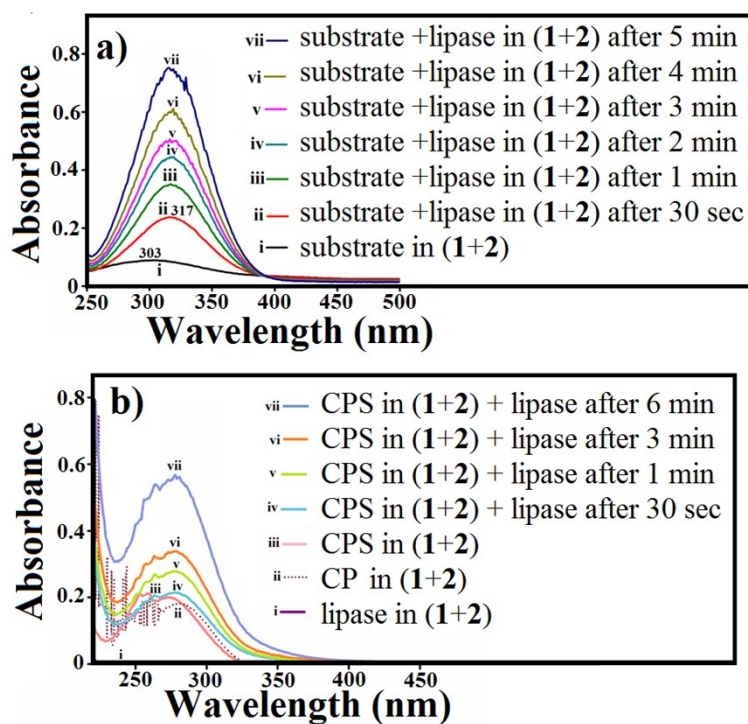 a)
vii substrate +lipase in (1+2) after 5 min
vi substrate +lipase in (1+2) after 4 min
v substrate +lipase in (1+2) after 3 min
iv substrate +lipase in (1+2) after 2 min
iii substrate +lipase in (1+2) after 1 min
ii substrate +lipase in (1+2) after 30 sec
i substrate in (1+2)
vii
vi
v
iv
iii
ii 317
303
i
Absorbance
0.8
0.6
0.4
0.2
0
250 300 350 400 450 500
Wavelength (nm)
b)
vii CPS in (1+2) + lipase after 6 min
vi CPS in (1+2) + lipase after 3 min
v CPS in (1+2) + lipase after 1 min
iv CPS in (1+2) + lipase after 30 sec
iii CPS in (1+2)
ii CP in (1+2)
i lipase in (1+2)
vii
vi
v
iii iv
ii
i
Absorbance
0.8
0.6
0.4
0.2
0
250 300 350 400 450
Wavelength (nm)